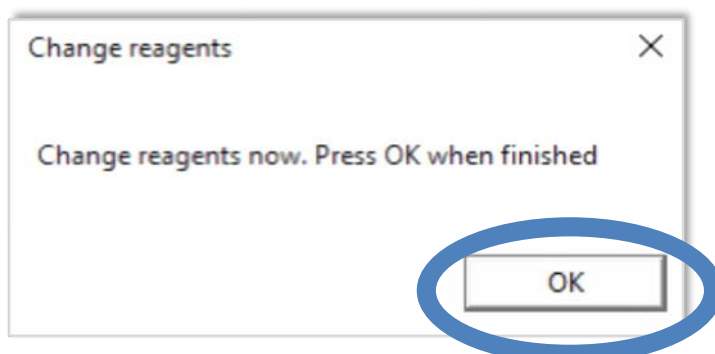 Change reagents
Change reagents now. Press OK when finished
OK